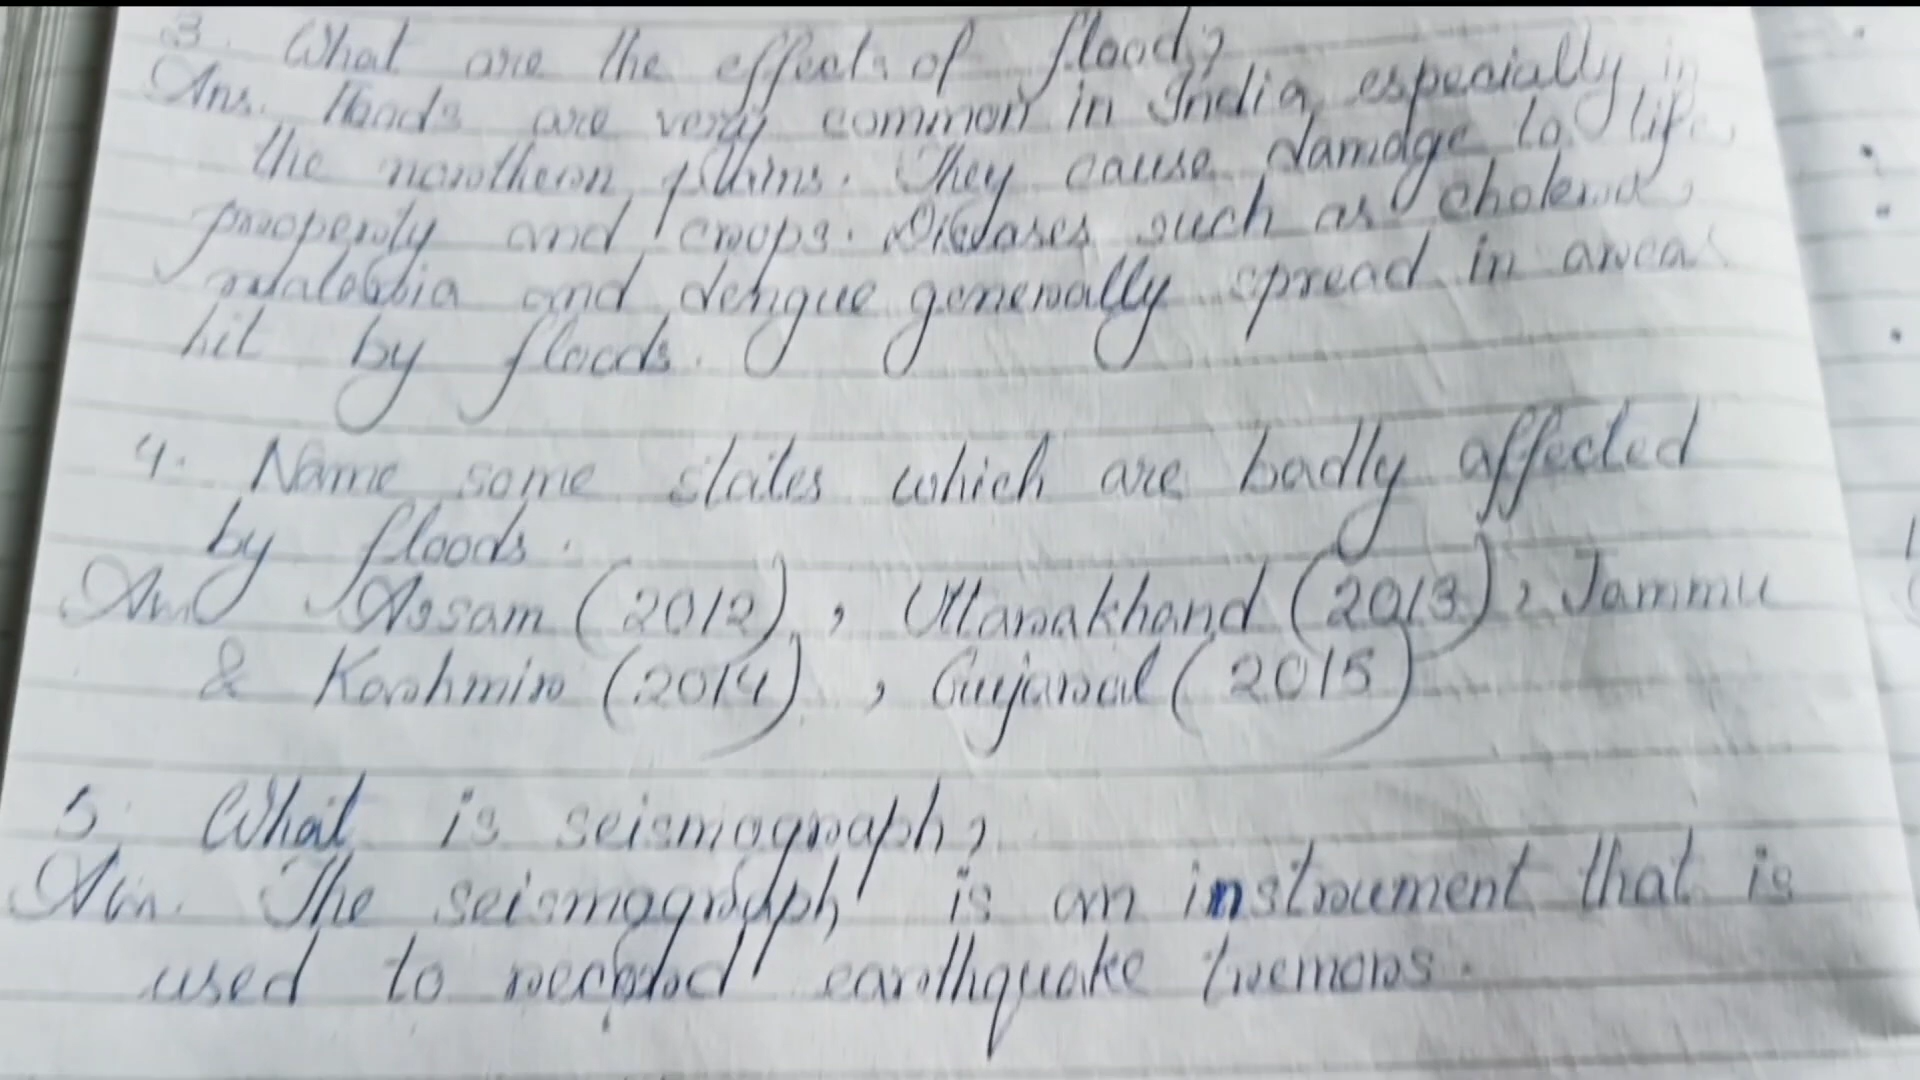 3. What are the effects of flood?
Ans. Floods are very common in India, especially in
the northern plains. They cause damage to life,
property and crops. Diseases such as cholera,
malaria and dengue generally spread in areas
hit by floods.
4. Name some states which are badly affected
by floods.
Ans Assam (2012), Uttarakhand (2013), Jammu
& Kashmir (2014), Gujarat (2015)
5. What is seismograph?
Ans. The seismograph is an instrument that is
used to record earthquake tremors.